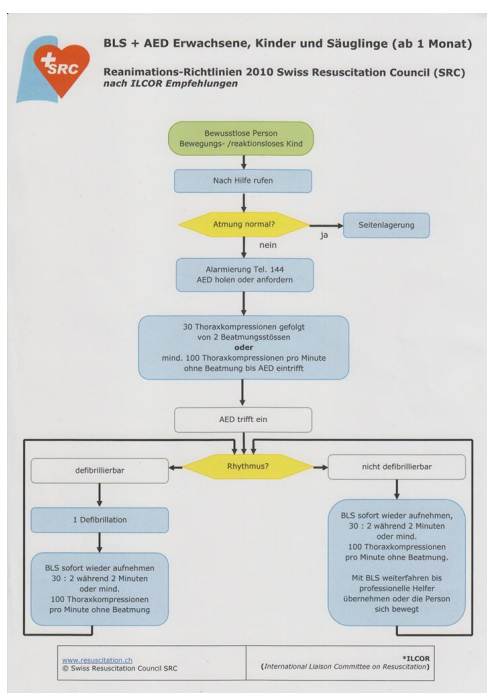 SRC
BLS + AED Erwachsene, Kinder und Säuglinge (ab 1 Monat)
Reanimations-Richtlinien 2010 Swiss Resuscitation Council (SRC)
nach ILCOR Empfehlungen
Bewusstlose Person
Bewegungs- /reaktionsloses Kind
Nach Hilfe rufen
Atmung normal?
ja
Seitenlagerung
nein
Alarmierung Tel. 144
AED holen oder anfordern
30 Thoraxkompressionen gefolgt
von 2 Beatmungsstössen
oder
mind. 100 Thoraxkompressionen pro Minute
ohne Beatmung bis AED eintrifft
AED trifft ein
Rhythmus?
defibrillierbar
1 Defibrillation
BLS sofort wieder aufnehmen
30 : 2 während 2 Minuten
oder mind.
100 Thoraxkompressionen
pro Minute ohne Beatmung
nicht defibrillierbar
BLS sofort wieder aufnehmen,
30 : 2 während 2 Minuten
oder mind.
100 Thoraxkompressionen
pro Minute ohne Beatmung.
Mit BLS weiterfahren bis
professionelle Helfer
übernehmen oder die Person
sich bewegt
www.resuscitation.ch
© Swiss Resuscitation Council SRC
*ILCOR
(International Liaison Committee on Resuscitation)